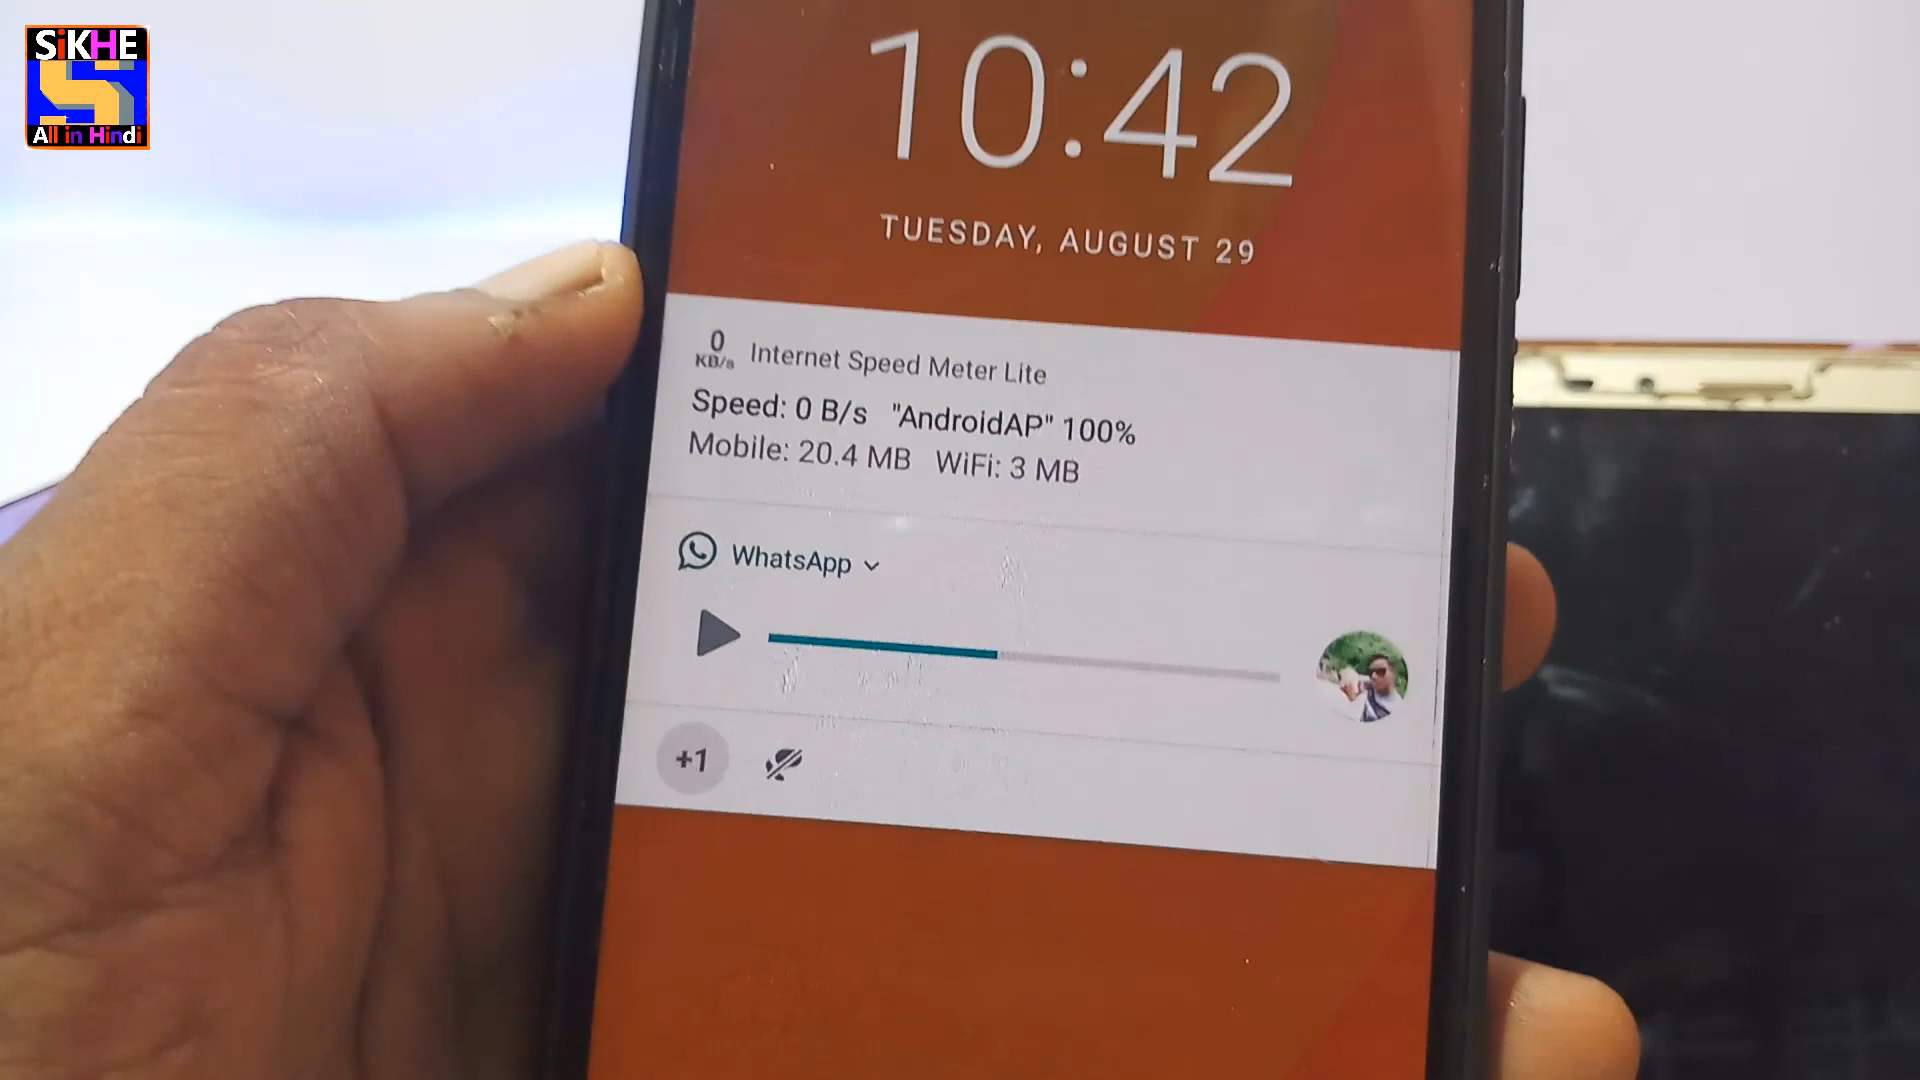 SiKHE
All in Hindi
10:42
TUESDAY, AUGUST 29
0
KB/s
Internet Speed Meter Lite
Speed: 0 B/s "AndroidAP" 100%
Mobile: 20.4 MB WiFi: 3 MB
WhatsApp
+1